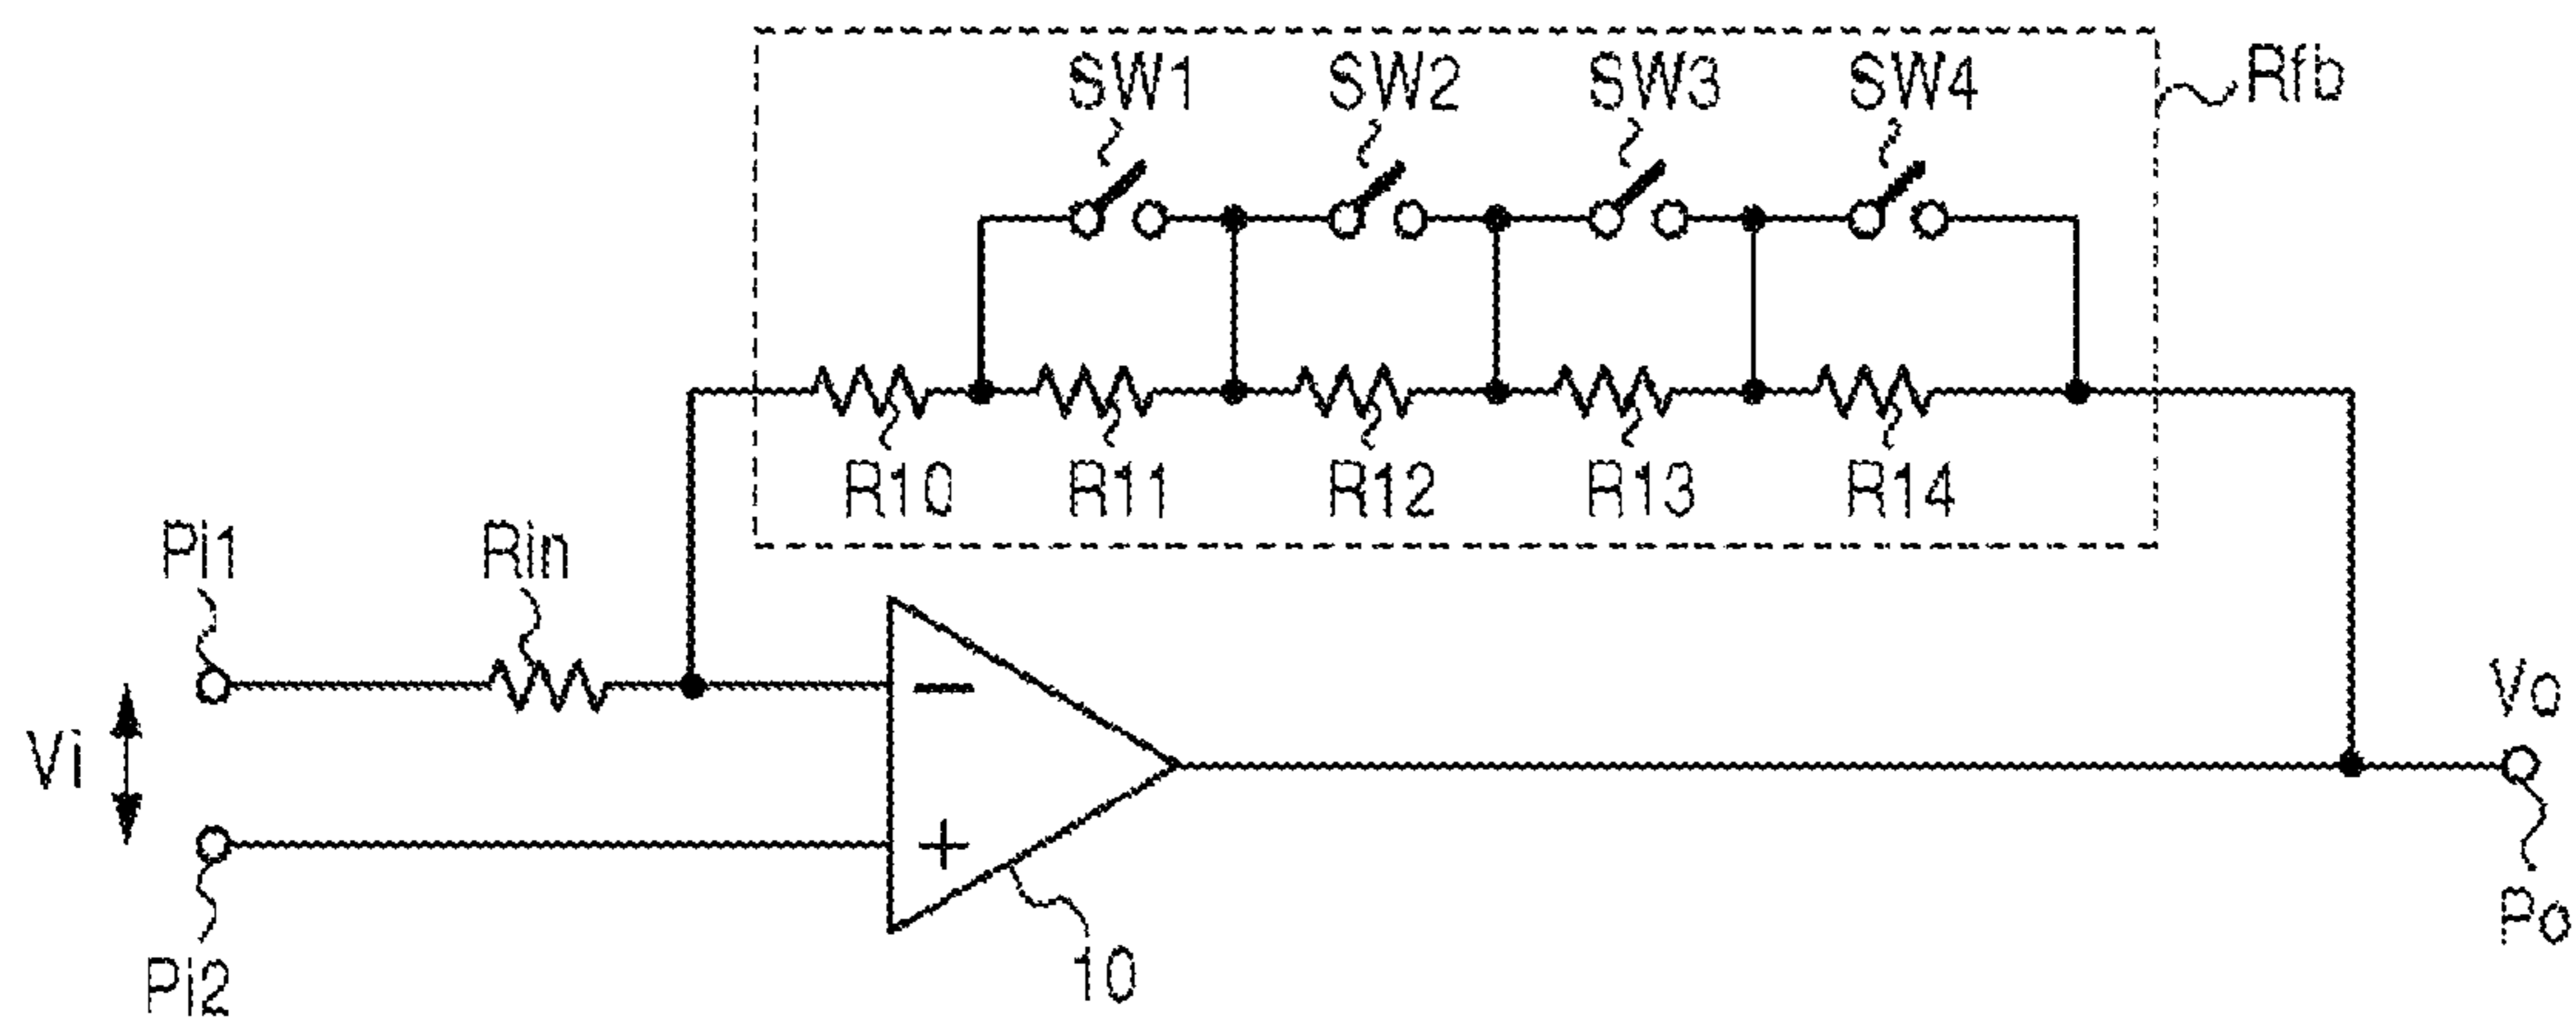 SW1 SW2 SW3 SW4 Rfb
R10 R11 R12 R13 R14
Pi1 Rin
−
Vi
Vo
+
Po
Pi2
10